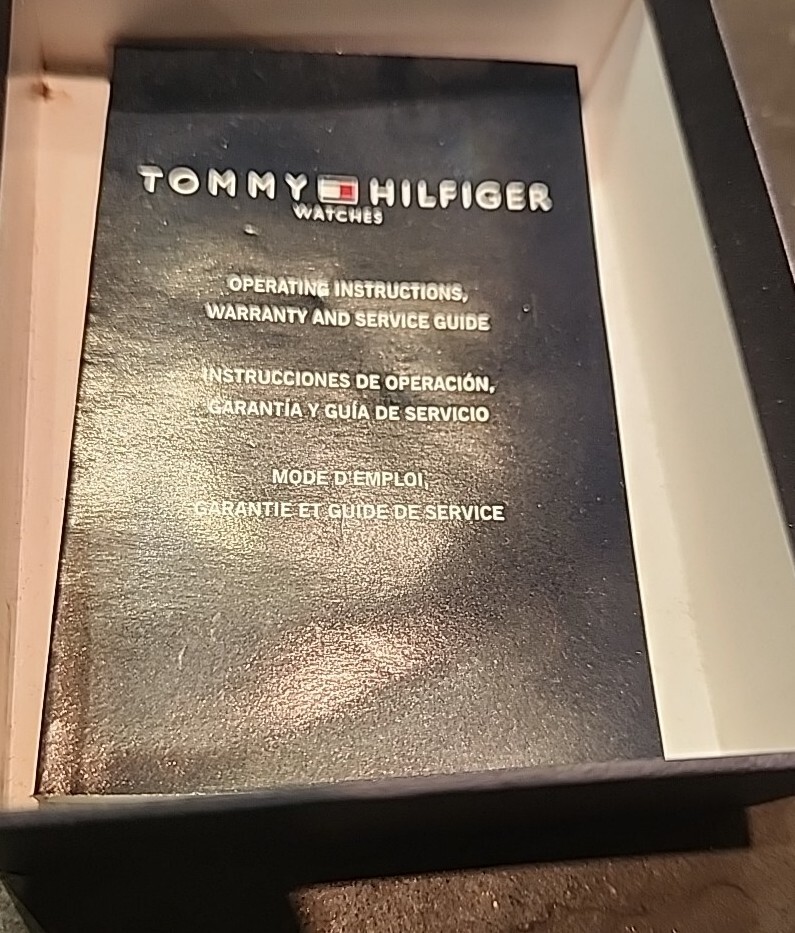 TOMMY HILFIGER
WATCHES
OPERATING INSTRUCTIONS,
WARRANTY AND SERVICE GUIDE
INSTRUCCIONES DE OPERACIÓN,
GARANTÍA Y GUÍA DE SERVICIO
MODE D'EMPLOI,
GARANTIE ET GUIDE DE SERVICE